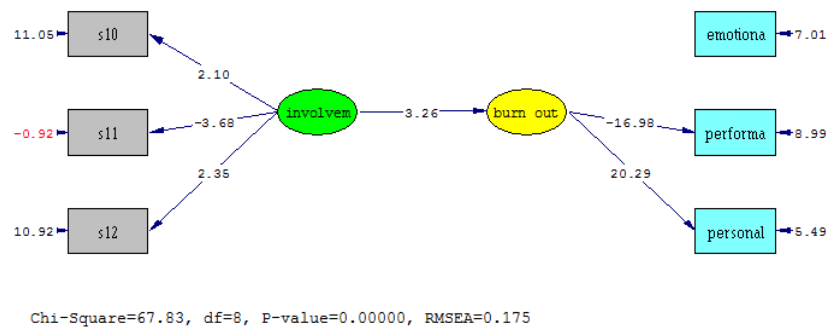 11.05 s10 emotiona 7.01
2.10
-0.92 s11 -3.68 involvem 3.26 burn out -16.98 performa 8.99
2.35 20.29
10.92 s12 personal 5.49
Chi-Square=67.83, df=8, P-value=0.00000, RMSEA=0.175